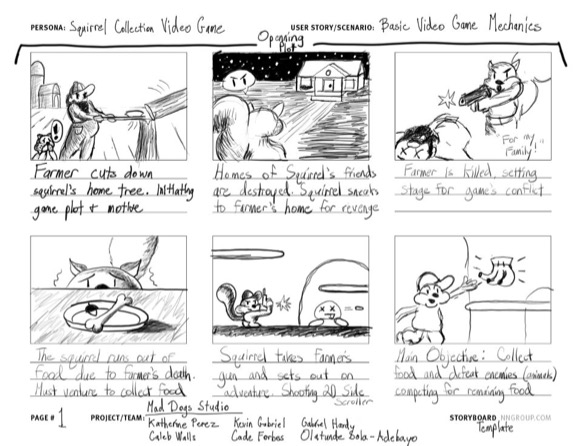 PERSONA: Squirrel Collection Video Game
USER STORY/SCENARIO: Basic Video Game Mechanics
Openning
Plot
!
"For my
Family!"
Farmer cuts down
squirrel's home tree. Initiating
game plot + motive
Homes of Squirrel's friends
are destroyed. Squirrel sneaks
to farmer's home for revenge
Farmer is killed, setting
stage for game's conflict
The squirrel runs out of
food due to farmer's death.
Must venture to collect food
Squirrel takes Farmer's
gun and sets out on
adventure. Shooting 2D Side
Scroller
Main Objective: Collect
food and defeat enemies (animals)
competing for remaining food
PAGE # 1
PROJECT/TEAM: Mad Dogs Studio
Katherine Perez Kevin Gabriel Gabriel Handy
Caleb Walls Cade Forbes Olatunde Sola-Adebayo
STORYBOARD NNGROUP.COM
Template